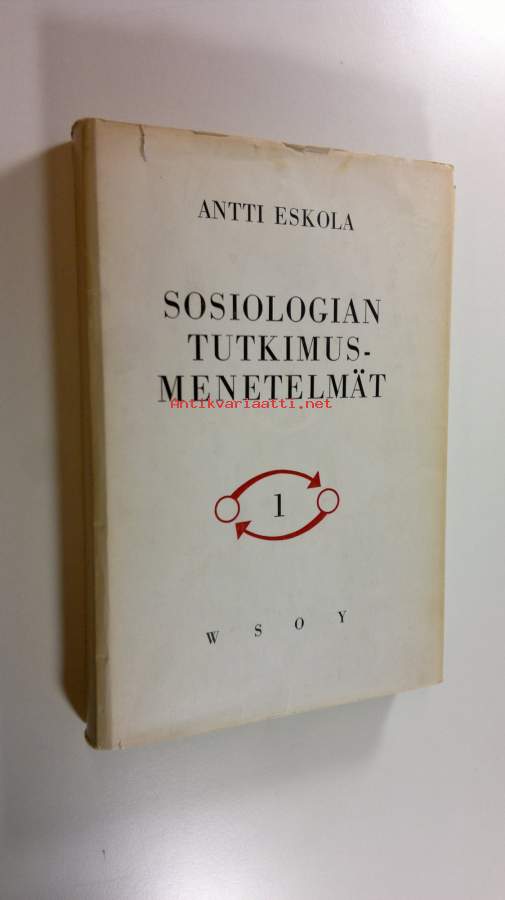 ANTTI ESKOLA
SOSIOLOGIAN
TUTKIMUS-
MENETELMÄT
Antikvariaatti.net
1
W S O Y